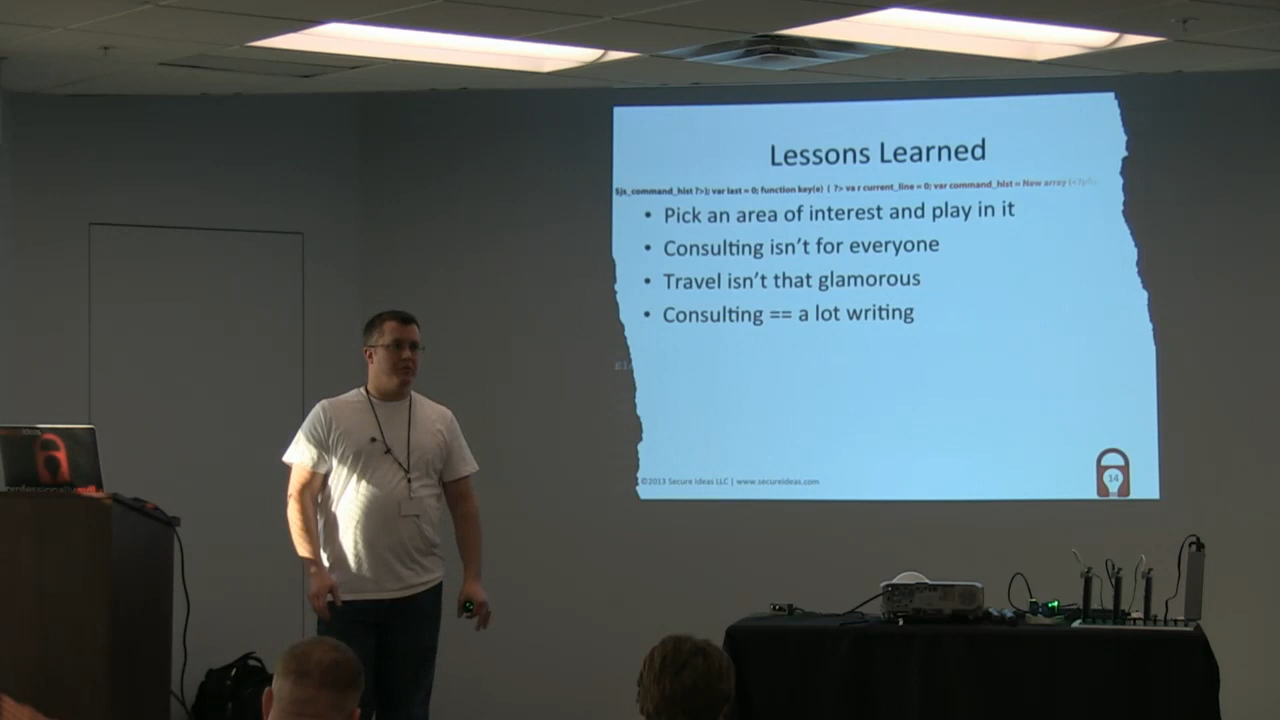 Lessons Learned
$js_command_hist ?>); var last = 0; function key(e) { ?> va r current_line = 0; var command_hist = New array (<?php
• Pick an area of interest and play in it
• Consulting isn't for everyone
• Travel isn't that glamorous
• Consulting == a lot writing
©2013 Secure Ideas LLC | www.secureideas.com
14